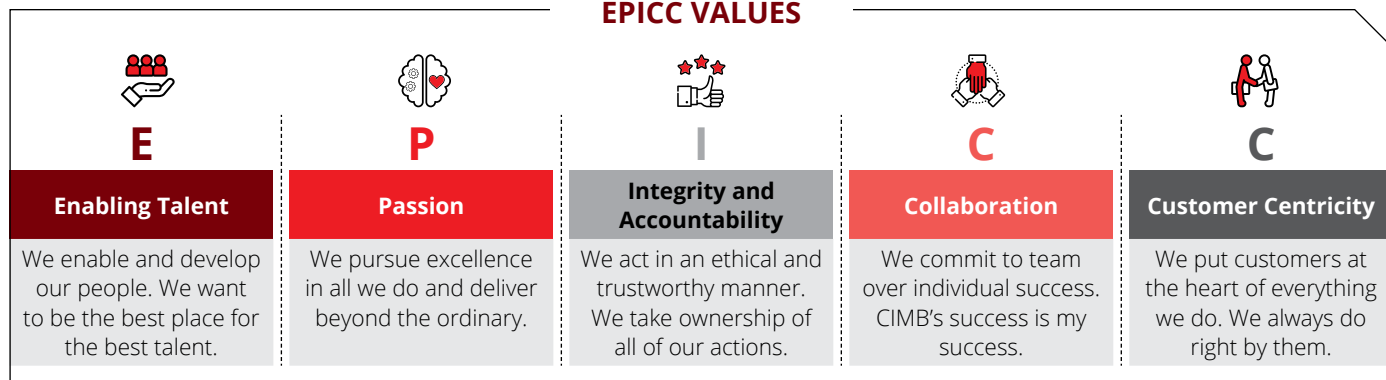 EPICC VALUES
E
Enabling Talent
We enable and develop
our people. We want
to be the best place for
the best talent.
P
Passion
We pursue excellence
in all we do and deliver
beyond the ordinary.
I
Integrity and
Accountability
We act in an ethical and
trustworthy manner.
We take ownership of
all of our actions.
C
Collaboration
We commit to team
over individual success.
CIMB’s success is my
success.
C
Customer Centricity
We put customers at
the heart of everything
we do. We always do
right by them.